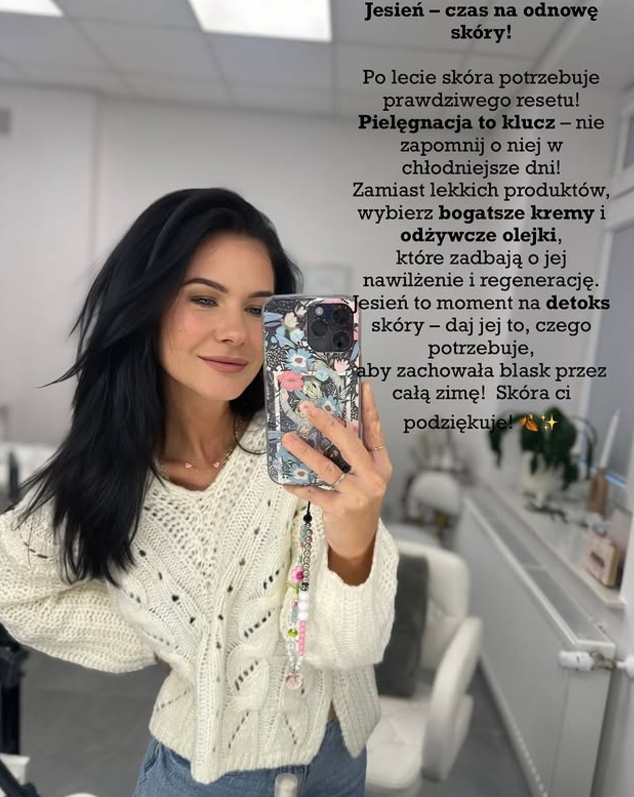 Jesień – czas na odnowę
skóry!
Po lecie skóra potrzebuje
prawdziwego resetu!
Pielęgnacja to klucz – nie
zapomnij o niej w
chłodniejsze dni!
Zamiast lekkich produktów,
wybierz bogatsze kremy i
odżywcze olejki,
które zadbają o jej
nawilżenie i regenerację.
Jesień to moment na detoks
skóry – daj jej to, czego
potrzebuje,
aby zachowała blask przez
całą zimę! Skóra ci
podziękuje! 🍂✨